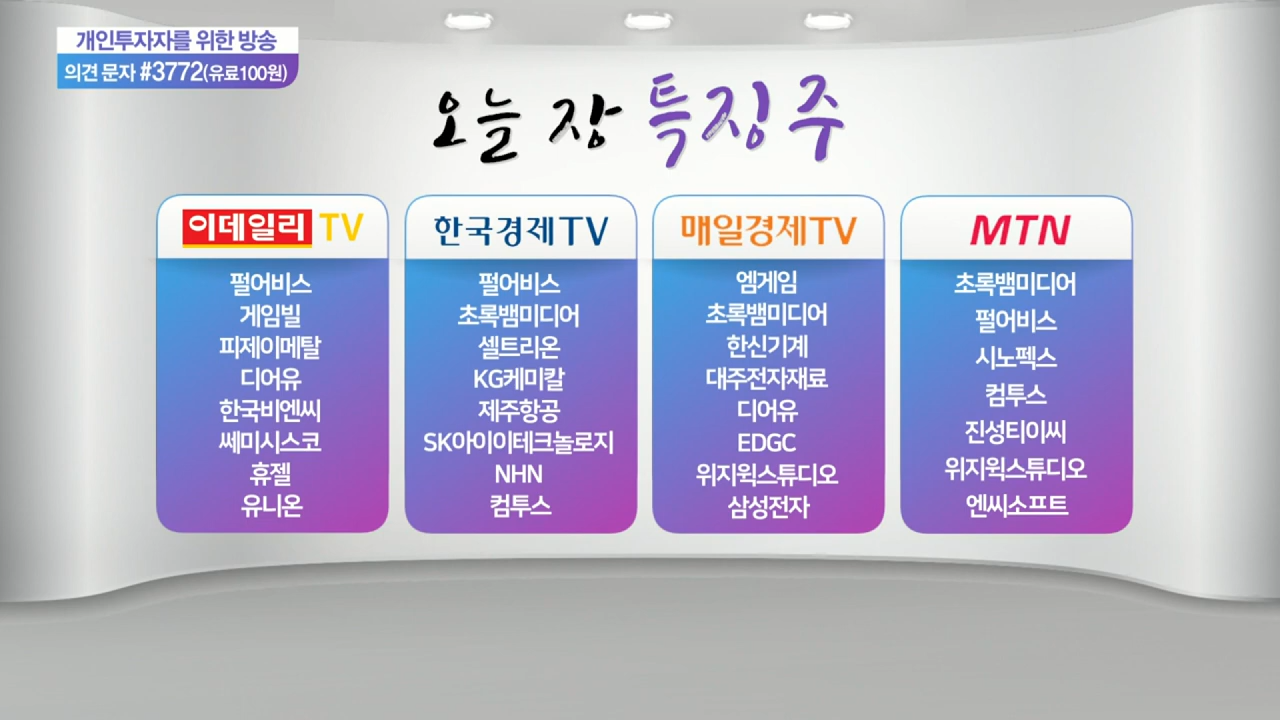 개인투자자를 위한 방송
의견 문자 #3772(유료100원)
오늘 장 특징주
이데일리 TV
펄어비스
게임빌
피제이메탈
디어유
한국비엔씨
쎄미시스코
휴젤
유니온
한국경제TV
펄어비스
초록뱀미디어
셀트리온
KG케미칼
제주항공
SK아이이테크놀로지
NHN
컴투스
매일경제TV
엠게임
초록뱀미디어
한신기계
대주전자재료
디어유
EDGC
위지윅스튜디오
삼성전자
MTN
초록뱀미디어
펄어비스
시노펙스
컴투스
진성티이씨
위지윅스튜디오
엔씨소프트